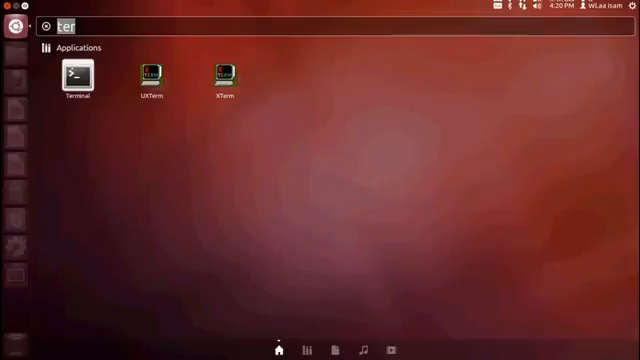 4:20 PM WLaa Isam
ter
Applications
Terminal
UXTerm
XTerm